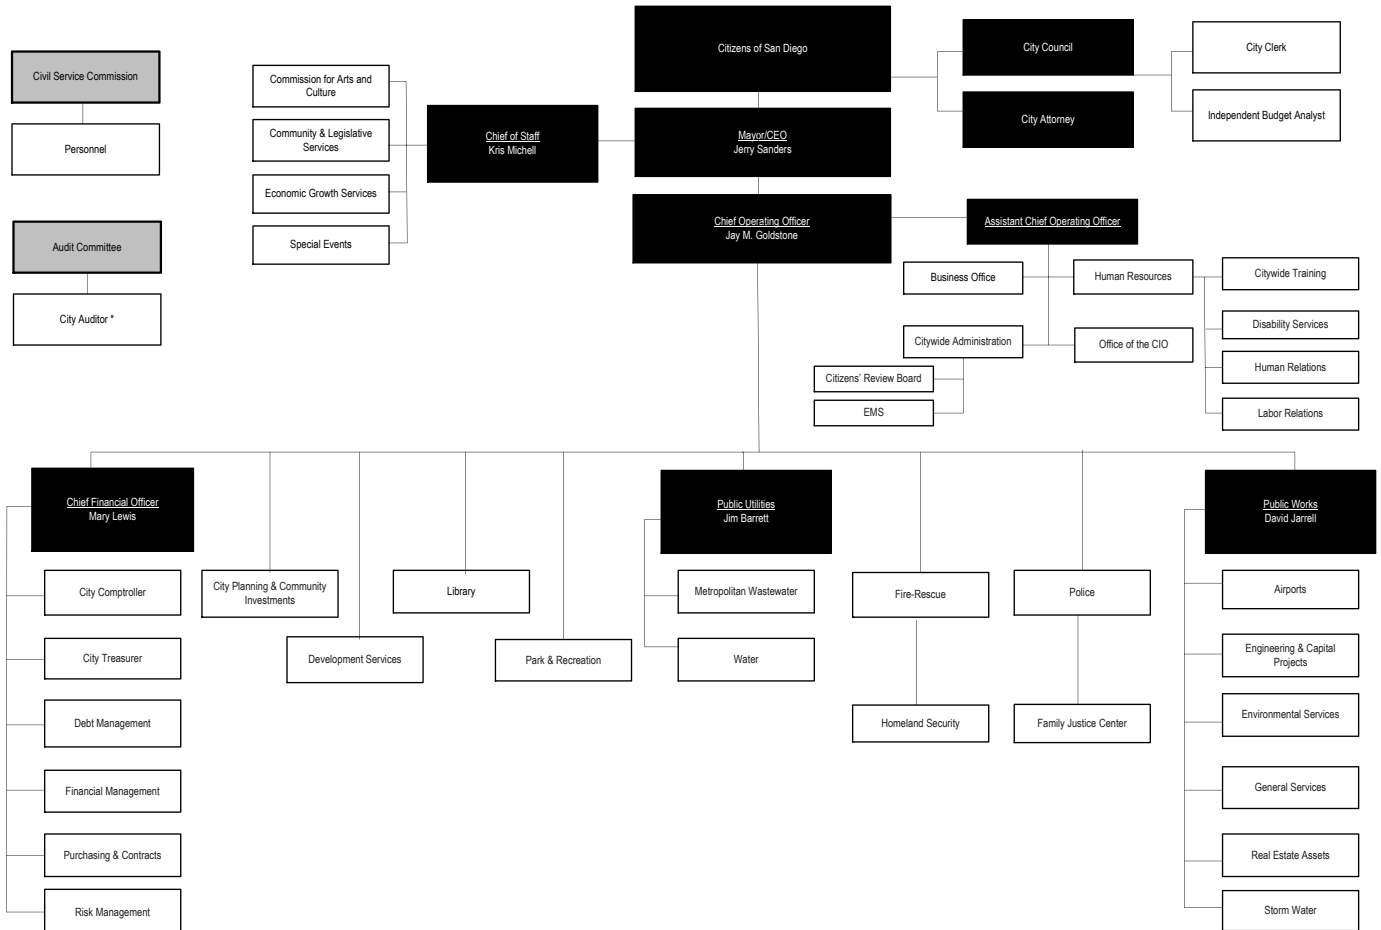 Citizens of San Diego
City Council
City Clerk
Civil Service Commission
Commission for Arts and
Culture
City Attorney
Independent Budget Analyst
Personnel
Community & Legislative
Services
Chief of Staff
Kris Michell
Mayor/CEO
Jerry Sanders
Economic Growth Services
Audit Committee
Special Events
Chief Operating Officer
Jay M. Goldstone
Assistant Chief Operating Officer
City Auditor *
Business Office
Human Resources
Citywide Training
Citywide Administration
Office of the CIO
Disability Services
Citizens' Review Board
Human Relations
EMS
Labor Relations
Chief Financial Officer
Mary Lewis
Public Utilities
Jim Barrett
Public Works
David Jarrell
City Comptroller
City Planning & Community
Investments
Library
Metropolitan Wastewater
Fire-Rescue
Police
Airports
City Treasurer
Development Services
Park & Recreation
Water
Engineering & Capital
Projects
Debt Management
Homeland Security
Family Justice Center
Environmental Services
Financial Management
General Services
Purchasing & Contracts
Real Estate Assets
Risk Management
Storm Water